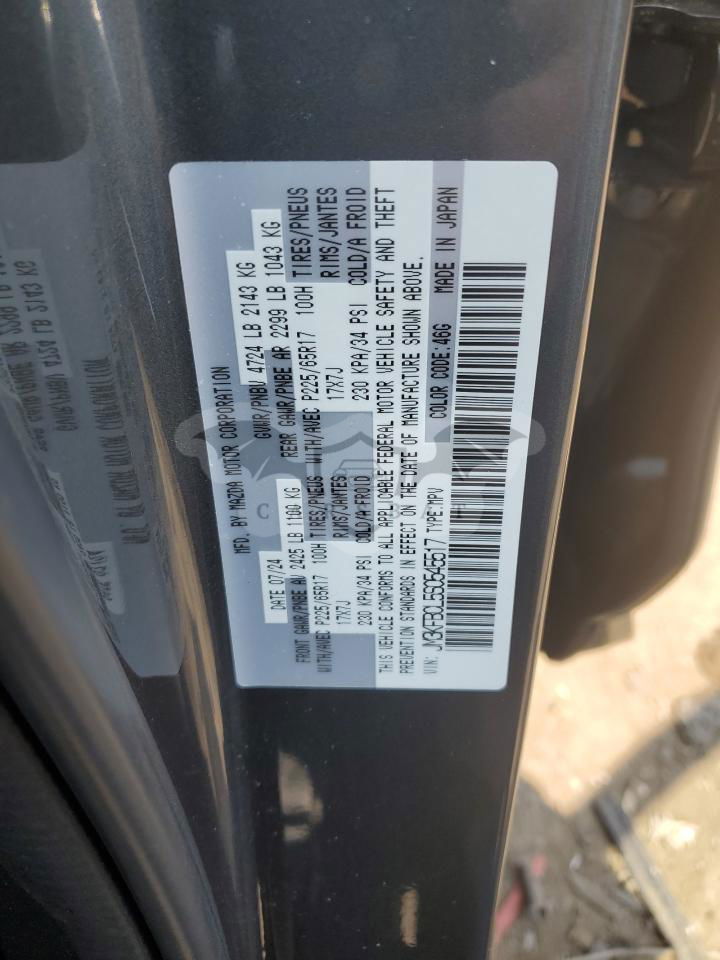 MFD. BY MAZDA MOTOR CORPORATION
DATE 07/24 GVWR/PNBV 4724 LB 2143 KG
FRONT GAWR/PNBE AV 2425 LB 1100 KG REAR GAWR/PNBE AR 2299 LB 1043 KG
WITH/AVEC P225/65R17 100H TIRES/PNEUS WITH/AVEC P225/65R17 100H TIRES/PNEUS
17X7J RIMS/JANTES 17X7J RIMS/JANTES
230 KPA/34 PSI COLD/A FROID 230 KPA/34 PSI COLD/A FROID
THIS VEHICLE CONFORMS TO ALL APPLICABLE FEDERAL MOTOR VEHICLE SAFETY AND THEFT
PREVENTION STANDARDS IN EFFECT ON THE DATE OF MANUFACTURE SHOWN ABOVE.
VIN: JM3KFBCL5S0545517 TYPE:MPV COLOR CODE:46G MADE IN JAPAN